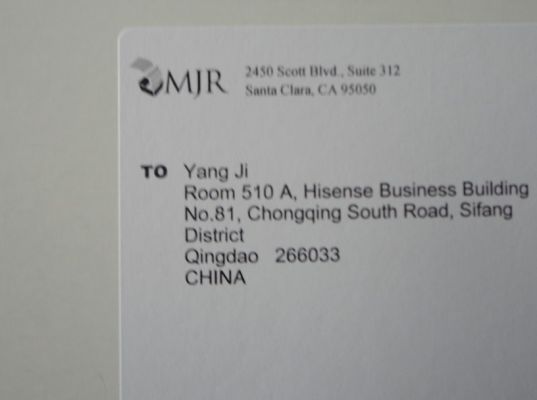 MJR
2450 Scott Blvd., Suite 312
Santa Clara, CA 95050
TO Yang Ji
Room 510 A, Hisense Business Building
No.81, Chongqing South Road, Sifang
District
Qingdao 266033
CHINA